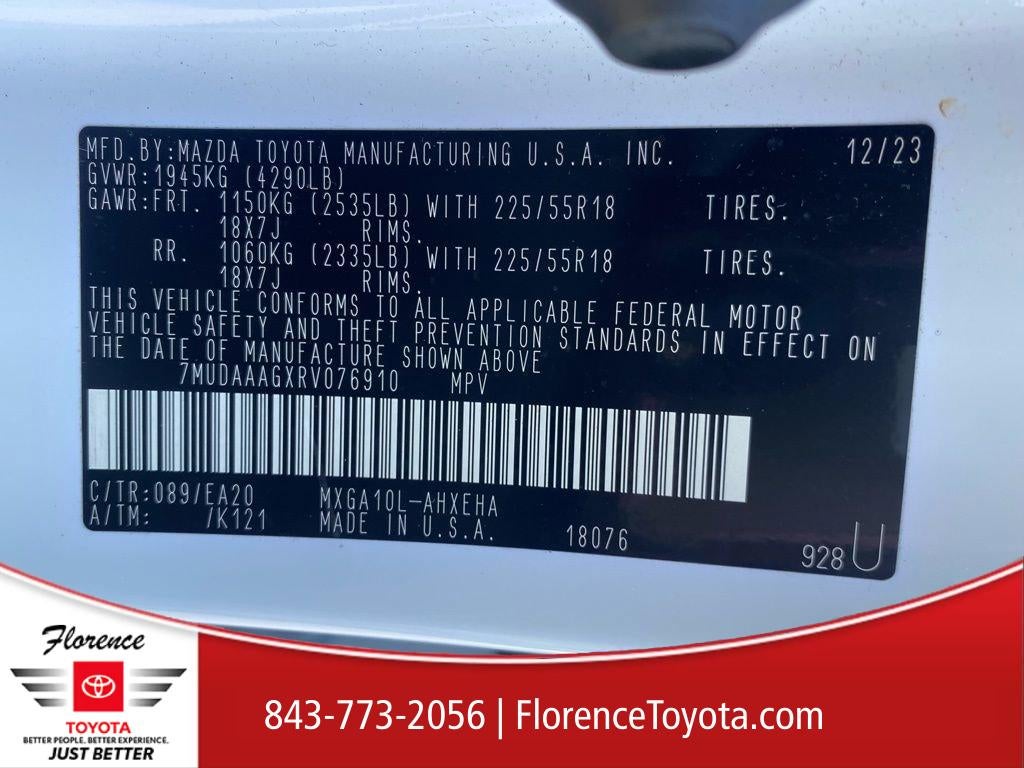 MFD.BY:MAZDA TOYOTA MANUFACTURING U.S.A. INC. 12/23
GVWR:1945KG (4290LB)
GAWR:FRT. 1150KG (2535LB) WITH 225/55R18 TIRES.
18X7J RIMS.
RR. 1060KG (2335LB) WITH 225/55R18 TIRES.
18X7J RIMS.
THIS VEHICLE CONFORMS TO ALL APPLICABLE FEDERAL MOTOR
VEHICLE SAFETY AND THEFT PREVENTION STANDARDS IN EFFECT ON
THE DATE OF MANUFACTURE SHOWN ABOVE
7MUDAAAGXRV076910 MPV
C/TR:089/EA20 MXGA10L-AHXEHA
A/TM: /K121 MADE IN U.S.A. 18076
928 U
Florence
TOYOTA
BETTER PEOPLE. BETTER EXPERIENCE.
JUST BETTER
843-773-2056 | FlorenceToyota.com